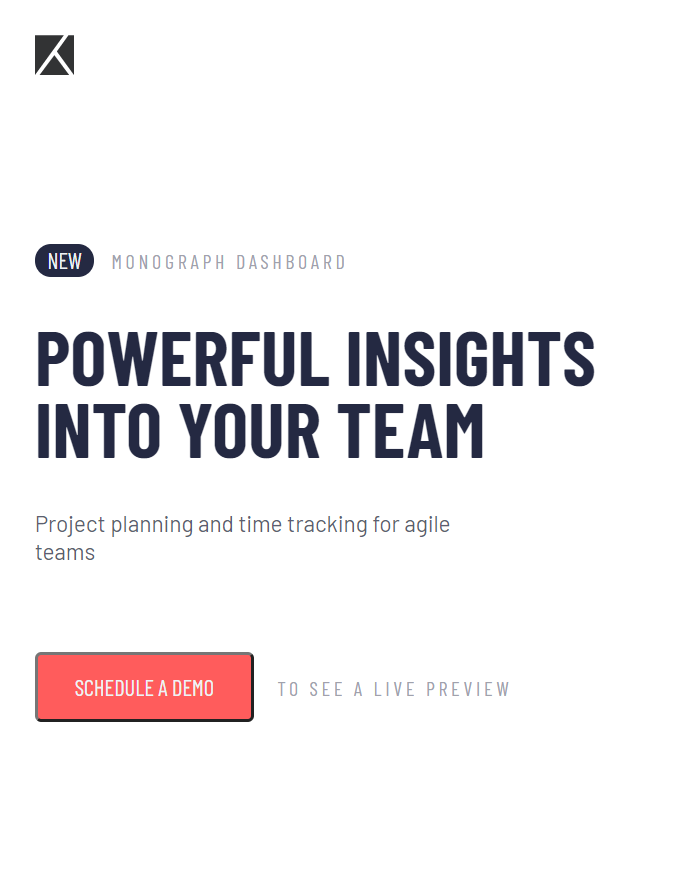 NEW MONOGRAPH DASHBOARD
POWERFUL INSIGHTS
INTO YOUR TEAM
Project planning and time tracking for agile
teams
SCHEDULE A DEMO TO SEE A LIVE PREVIEW